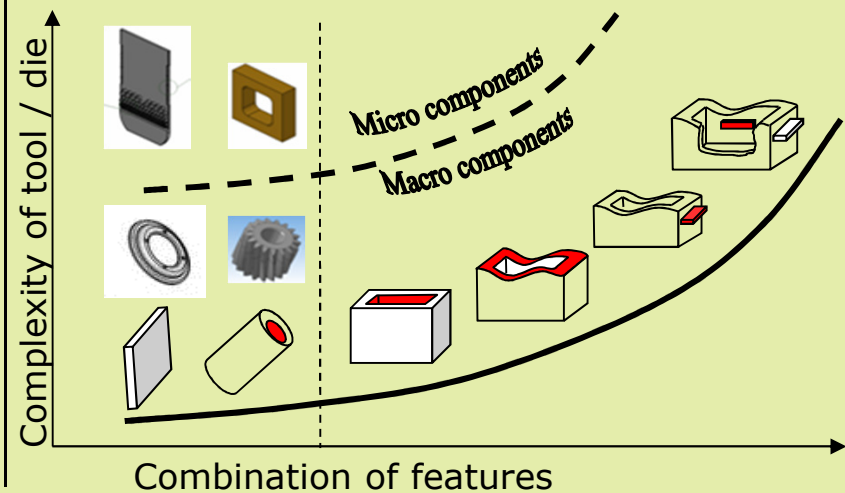 Complexity of tool / die
Micro components
Macro components
Combination of features